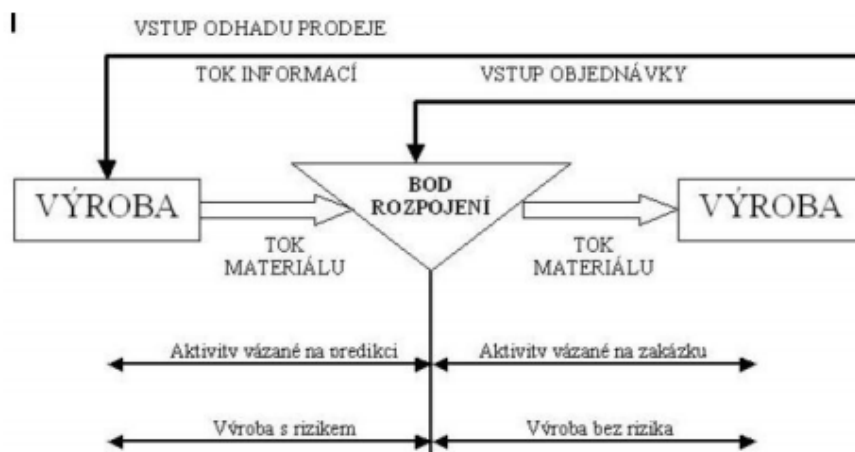 VSTUP ODHADU PRODEJE
TOK INFORMACÍ
VSTUP OBJEDNÁVKY
VÝROBA
BOD
ROZPOJENÍ
VÝROBA
TOK
MATERIÁLU
TOK
MATERIÁLU
Aktivity vázané na predikci
Aktivity vázané na zakázku
Výroba s rizikem
Výroba bez rizika